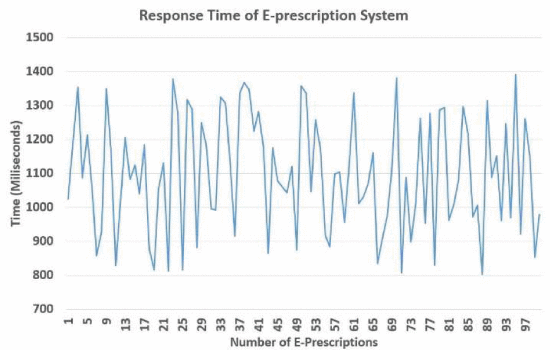 Response Time of E-prescription System
1500
1400
1300
1200
1100
1000
900
800
700
Time (Miliseconds)
1 5 9 13 17 21 25 29 33 37 41 45 49 53 57 61 65 69 73 77 81 85 89 93 97
Number of E-Prescriptions